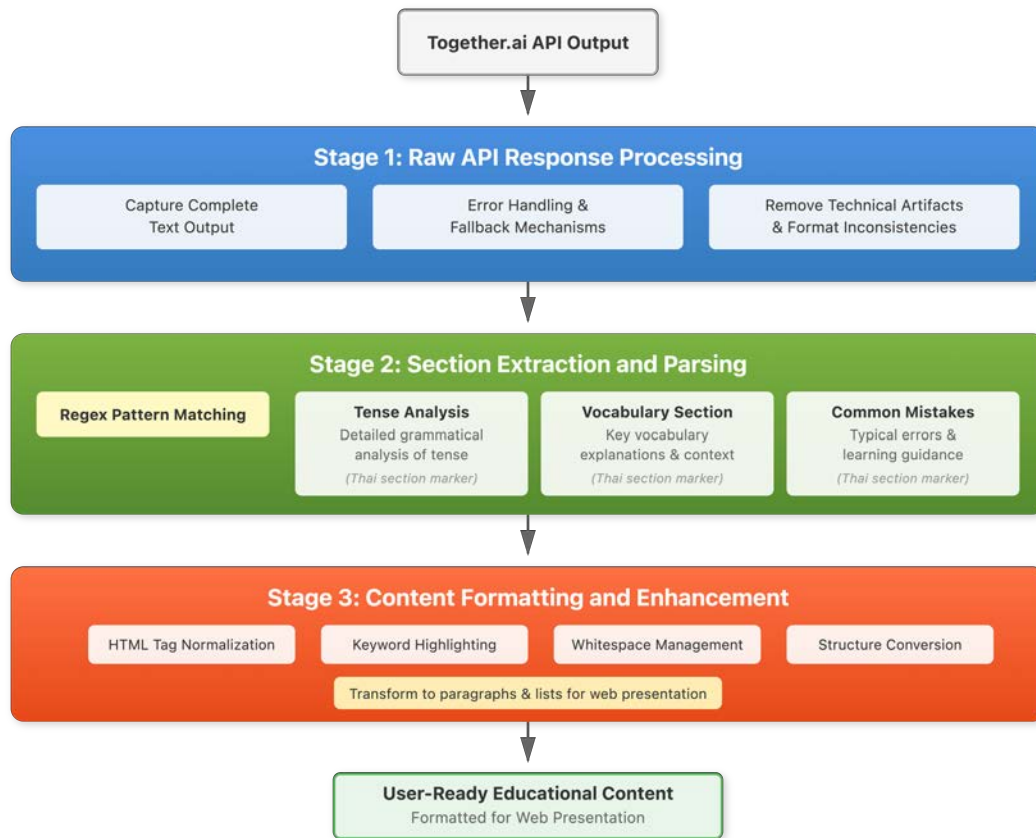 Together.ai API Output
Stage 1: Raw API Response Processing
Capture Complete
Text Output
Error Handling &
Fallback Mechanisms
Remove Technical Artifacts
& Format Inconsistencies
Stage 2: Section Extraction and Parsing
Regex Pattern Matching
Tense Analysis
Detailed grammatical
analysis of tense
(Thai section marker)
Vocabulary Section
Key vocabulary
explanations & context
(Thai section marker)
Common Mistakes
Typical errors &
learning guidance
(Thai section marker)
Stage 3: Content Formatting and Enhancement
HTML Tag Normalization
Keyword Highlighting
Whitespace Management
Structure Conversion
Transform to paragraphs & lists for web presentation
User-Ready Educational Content
Formatted for Web Presentation